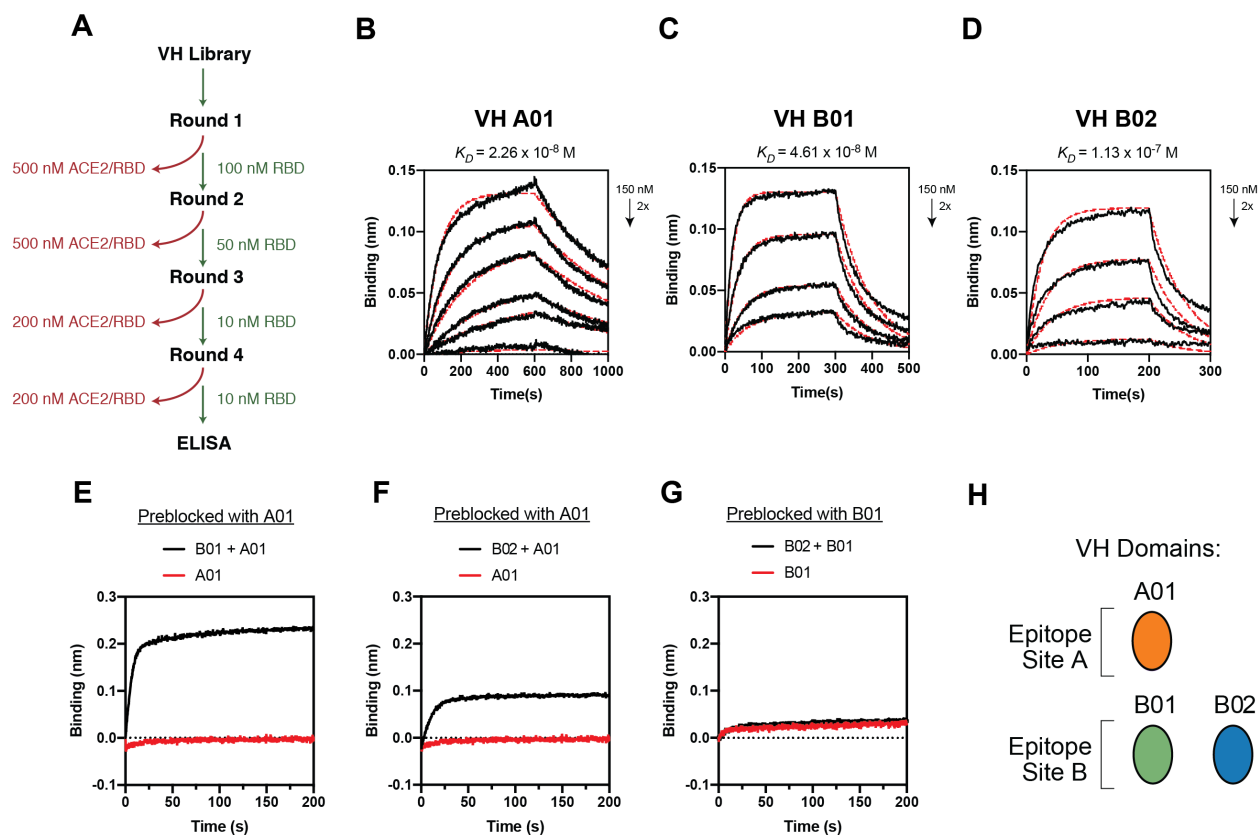 A
VH Library
Round 1
500 nM ACE2/RBD
100 nM RBD
Round 2
500 nM ACE2/RBD
50 nM RBD
Round 3
200 nM ACE2/RBD
10 nM RBD
Round 4
200 nM ACE2/RBD
10 nM RBD
ELISA
B
VH A01
K_D = 2.26 x 10⁻⁸ M
150 nM
2x
Binding (nm)
0.15
0.10
0.05
0.00
0 200 400 600 800 1000
Time(s)
C
VH B01
K_D = 4.61 x 10⁻⁸ M
150 nM
2x
Binding (nm)
0.15
0.10
0.05
0.00
0 100 200 300 400 500
Time(s)
D
VH B02
K_D = 1.13 x 10⁻⁷ M
150 nM
2x
Binding (nm)
0.15
0.10
0.05
0.00
0 100 200 300
Time(s)
E
Preblocked with A01
B01 + A01
A01
Binding (nm)
0.3
0.2
0.1
0.0
-0.1
0 50 100 150 200
Time (s)
F
Preblocked with A01
B02 + A01
A01
Binding (nm)
0.3
0.2
0.1
0.0
-0.1
0 50 100 150 200
Time (s)
G
Preblocked with B01
B02 + B01
B01
Binding (nm)
0.3
0.2
0.1
0.0
-0.1
0 50 100 150 200
Time (s)
H
VH Domains:
A01
Epitope
Site A
B01 B02
Epitope
Site B